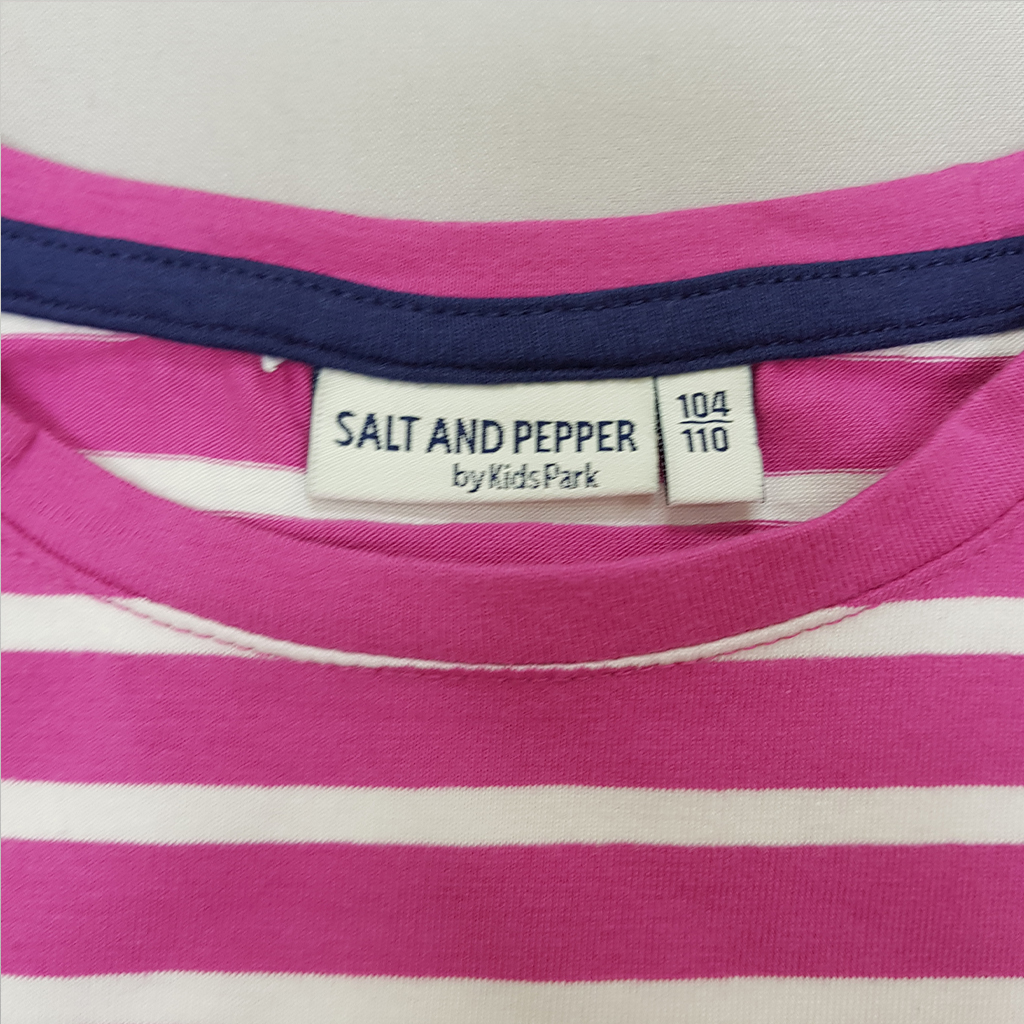 SALT AND PEPPER
by Kids Park
104
110